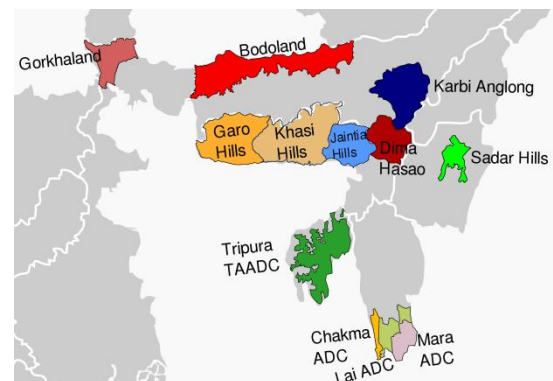 Gorkhaland
Bodoland
Karbi Anglong
Garo
Hills
Khasi
Hills
Jaintia
Hills
Dima
Hasao
Sadar Hills
Tripura
TAADC
Chakma
ADC
Lai ADC
Mara
ADC